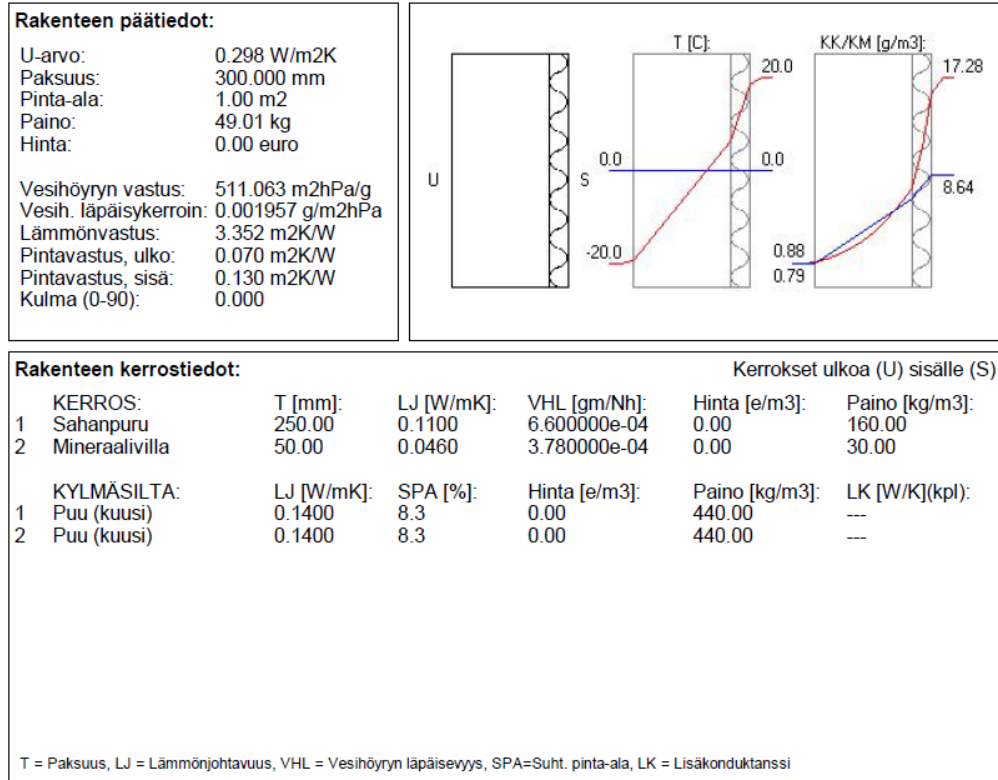 Rakenteen päätiedot:
U-arvo: 0.298 W/m2K
Paksuus: 300.000 mm
Pinta-ala: 1.00 m2
Paino: 49.01 kg
Hinta: 0.00 euro
Vesihöyryn vastus: 511.063 m2hPa/g
Vesih. läpäisykerroin: 0.001957 g/m2hPa
Lämmönvastus: 3.352 m2K/W
Pintavastus, ulko: 0.070 m2K/W
Pintavastus, sisä: 0.130 m2K/W
Kulma (0-90): 0.000
T [C]: KK/KM [g/m3]:
20.0 17.28
0.0 0.0
U S 8.64
-20.0 0.88
0.79
Rakenteen kerrostiedot: Kerrokset ulkoa (U) sisälle (S)
KERROS: T [mm]: LJ [W/mK]: VHL [gm/Nh]: Hinta [e/m3]: Paino [kg/m3]:
1 Sahanpuru 250.00 0.1100 6.600000e-04 0.00 160.00
2 Mineraalivilla 50.00 0.0460 3.780000e-04 0.00 30.00
KYLMÄSILTA: LJ [W/mK]: SPA [%]: Hinta [e/m3]: Paino [kg/m3]: LK [W/K](kpl):
1 Puu (kuusi) 0.1400 8.3 0.00 440.00 ---
2 Puu (kuusi) 0.1400 8.3 0.00 440.00 ---
T = Paksuus, LJ = Lämmönjohtavuus, VHL = Vesihöyryn läpäisevyys, SPA=Suht. pinta-ala, LK = Lisäkonduktanssi